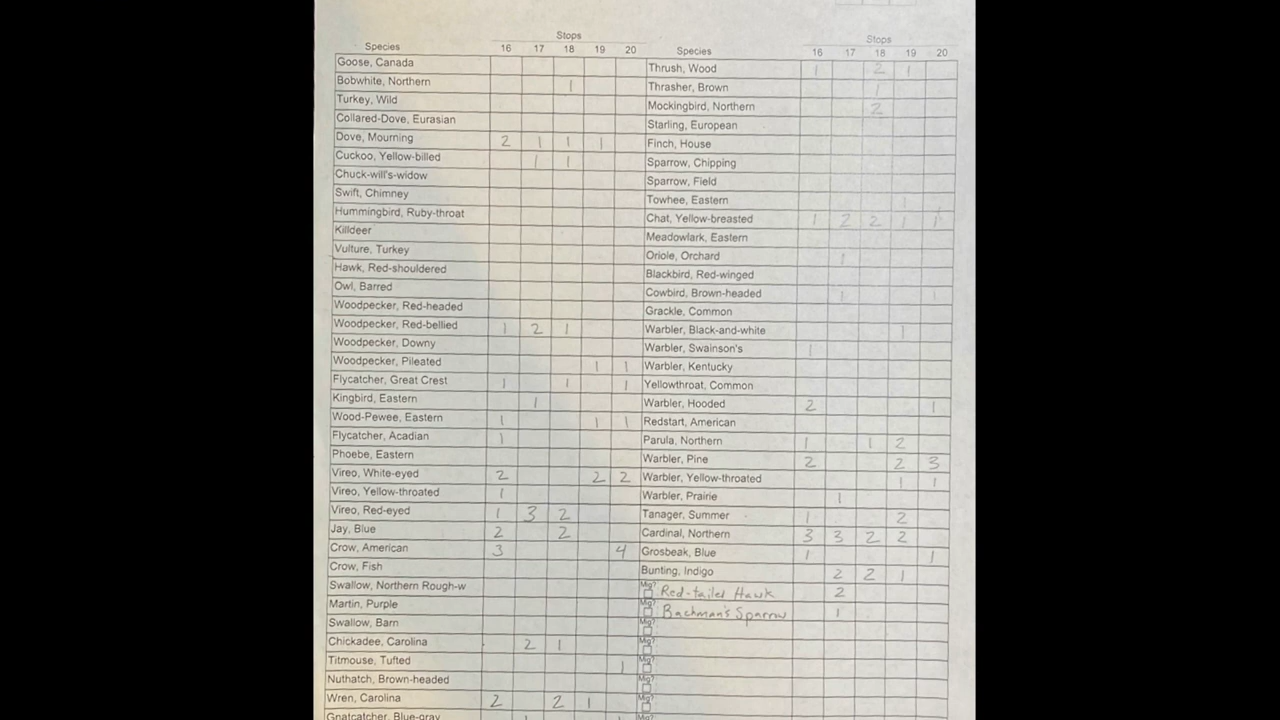 Stops
Species 16 17 18 19 20
Goose, Canada
Bobwhite, Northern 1
Turkey, Wild
Collared-Dove, Eurasian
Dove, Mourning 2 1 1 1
Cuckoo, Yellow-billed 1 1
Chuck-will's-widow
Swift, Chimney
Hummingbird, Ruby-throat
Killdeer
Vulture, Turkey
Hawk, Red-shouldered
Owl, Barred
Woodpecker, Red-headed
Woodpecker, Red-bellied 1 2 1
Woodpecker, Downy
Woodpecker, Pileated 1 1
Flycatcher, Great Crest 1 1 1
Kingbird, Eastern 1
Wood-Pewee, Eastern 1 1 1
Flycatcher, Acadian 1
Phoebe, Eastern
Vireo, White-eyed 2 2 2
Vireo, Yellow-throated 1
Vireo, Red-eyed 1 3 2
Jay, Blue 2 2
Crow, American 3 4
Crow, Fish
Swallow, Northern Rough-w
Martin, Purple
Swallow, Barn
Chickadee, Carolina 2 1
Titmouse, Tufted 1
Nuthatch, Brown-headed
Wren, Carolina 2 2 1
Gnatcatcher, Blue-gray 1 1
Stops
Species 16 17 18 19 20
Thrush, Wood 1 2 1
Thrasher, Brown 1
Mockingbird, Northern 2
Starling, European
Finch, House
Sparrow, Chipping
Sparrow, Field
Towhee, Eastern 1 1
Chat, Yellow-breasted 1 2 2 1 1
Meadowlark, Eastern
Oriole, Orchard 1
Blackbird, Red-winged
Cowbird, Brown-headed 1 1
Grackle, Common
Warbler, Black-and-white 1
Warbler, Swainson's 1
Warbler, Kentucky
Yellowthroat, Common
Warbler, Hooded 2 1
Redstart, American
Parula, Northern 1 1 2
Warbler, Pine 2 2 3
Warbler, Yellow-throated 1 1
Warbler, Prairie 1
Tanager, Summer 1 2
Cardinal, Northern 3 3 2 2
Grosbeak, Blue 1 1
Bunting, Indigo 2 2 1
Mig? Red-tailed Hawk 2
Mig? Bachman's Sparrow 1
Mig?
Mig?
Mig?
Mig?
Mig?
Mig?